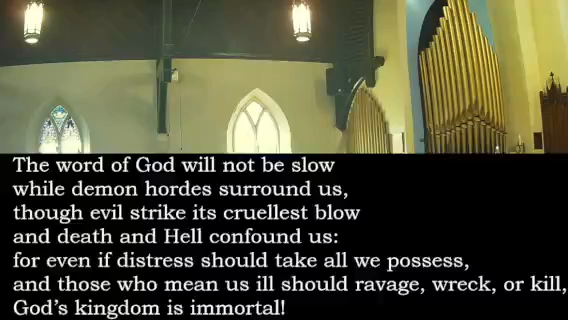 The word of God will not be slow
while demon hordes surround us,
though evil strike its cruellest blow
and death and Hell confound us:
for even if distress should take all we possess,
and those who mean us ill should ravage, wreck, or kill,
God's kingdom is immortal!